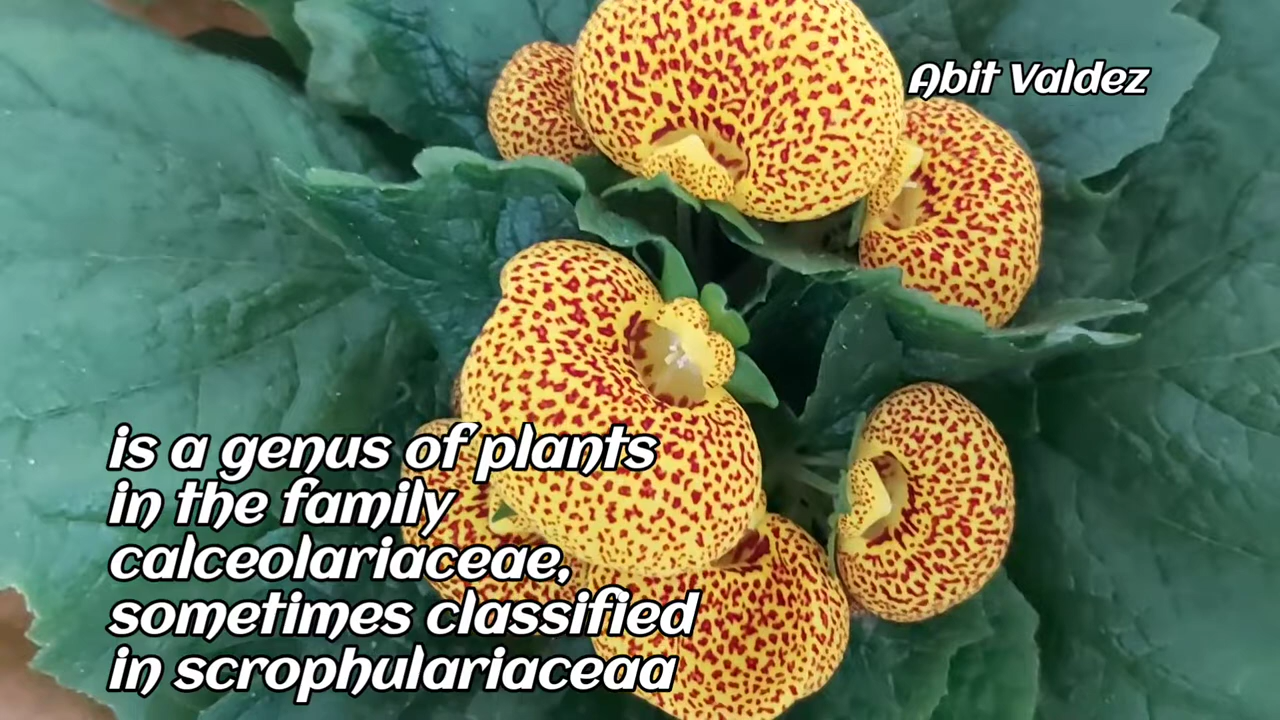 Abit Valdez
is a genus of plants
in the family
calceolariaceae,
sometimes classified
in scrophulariaceaa